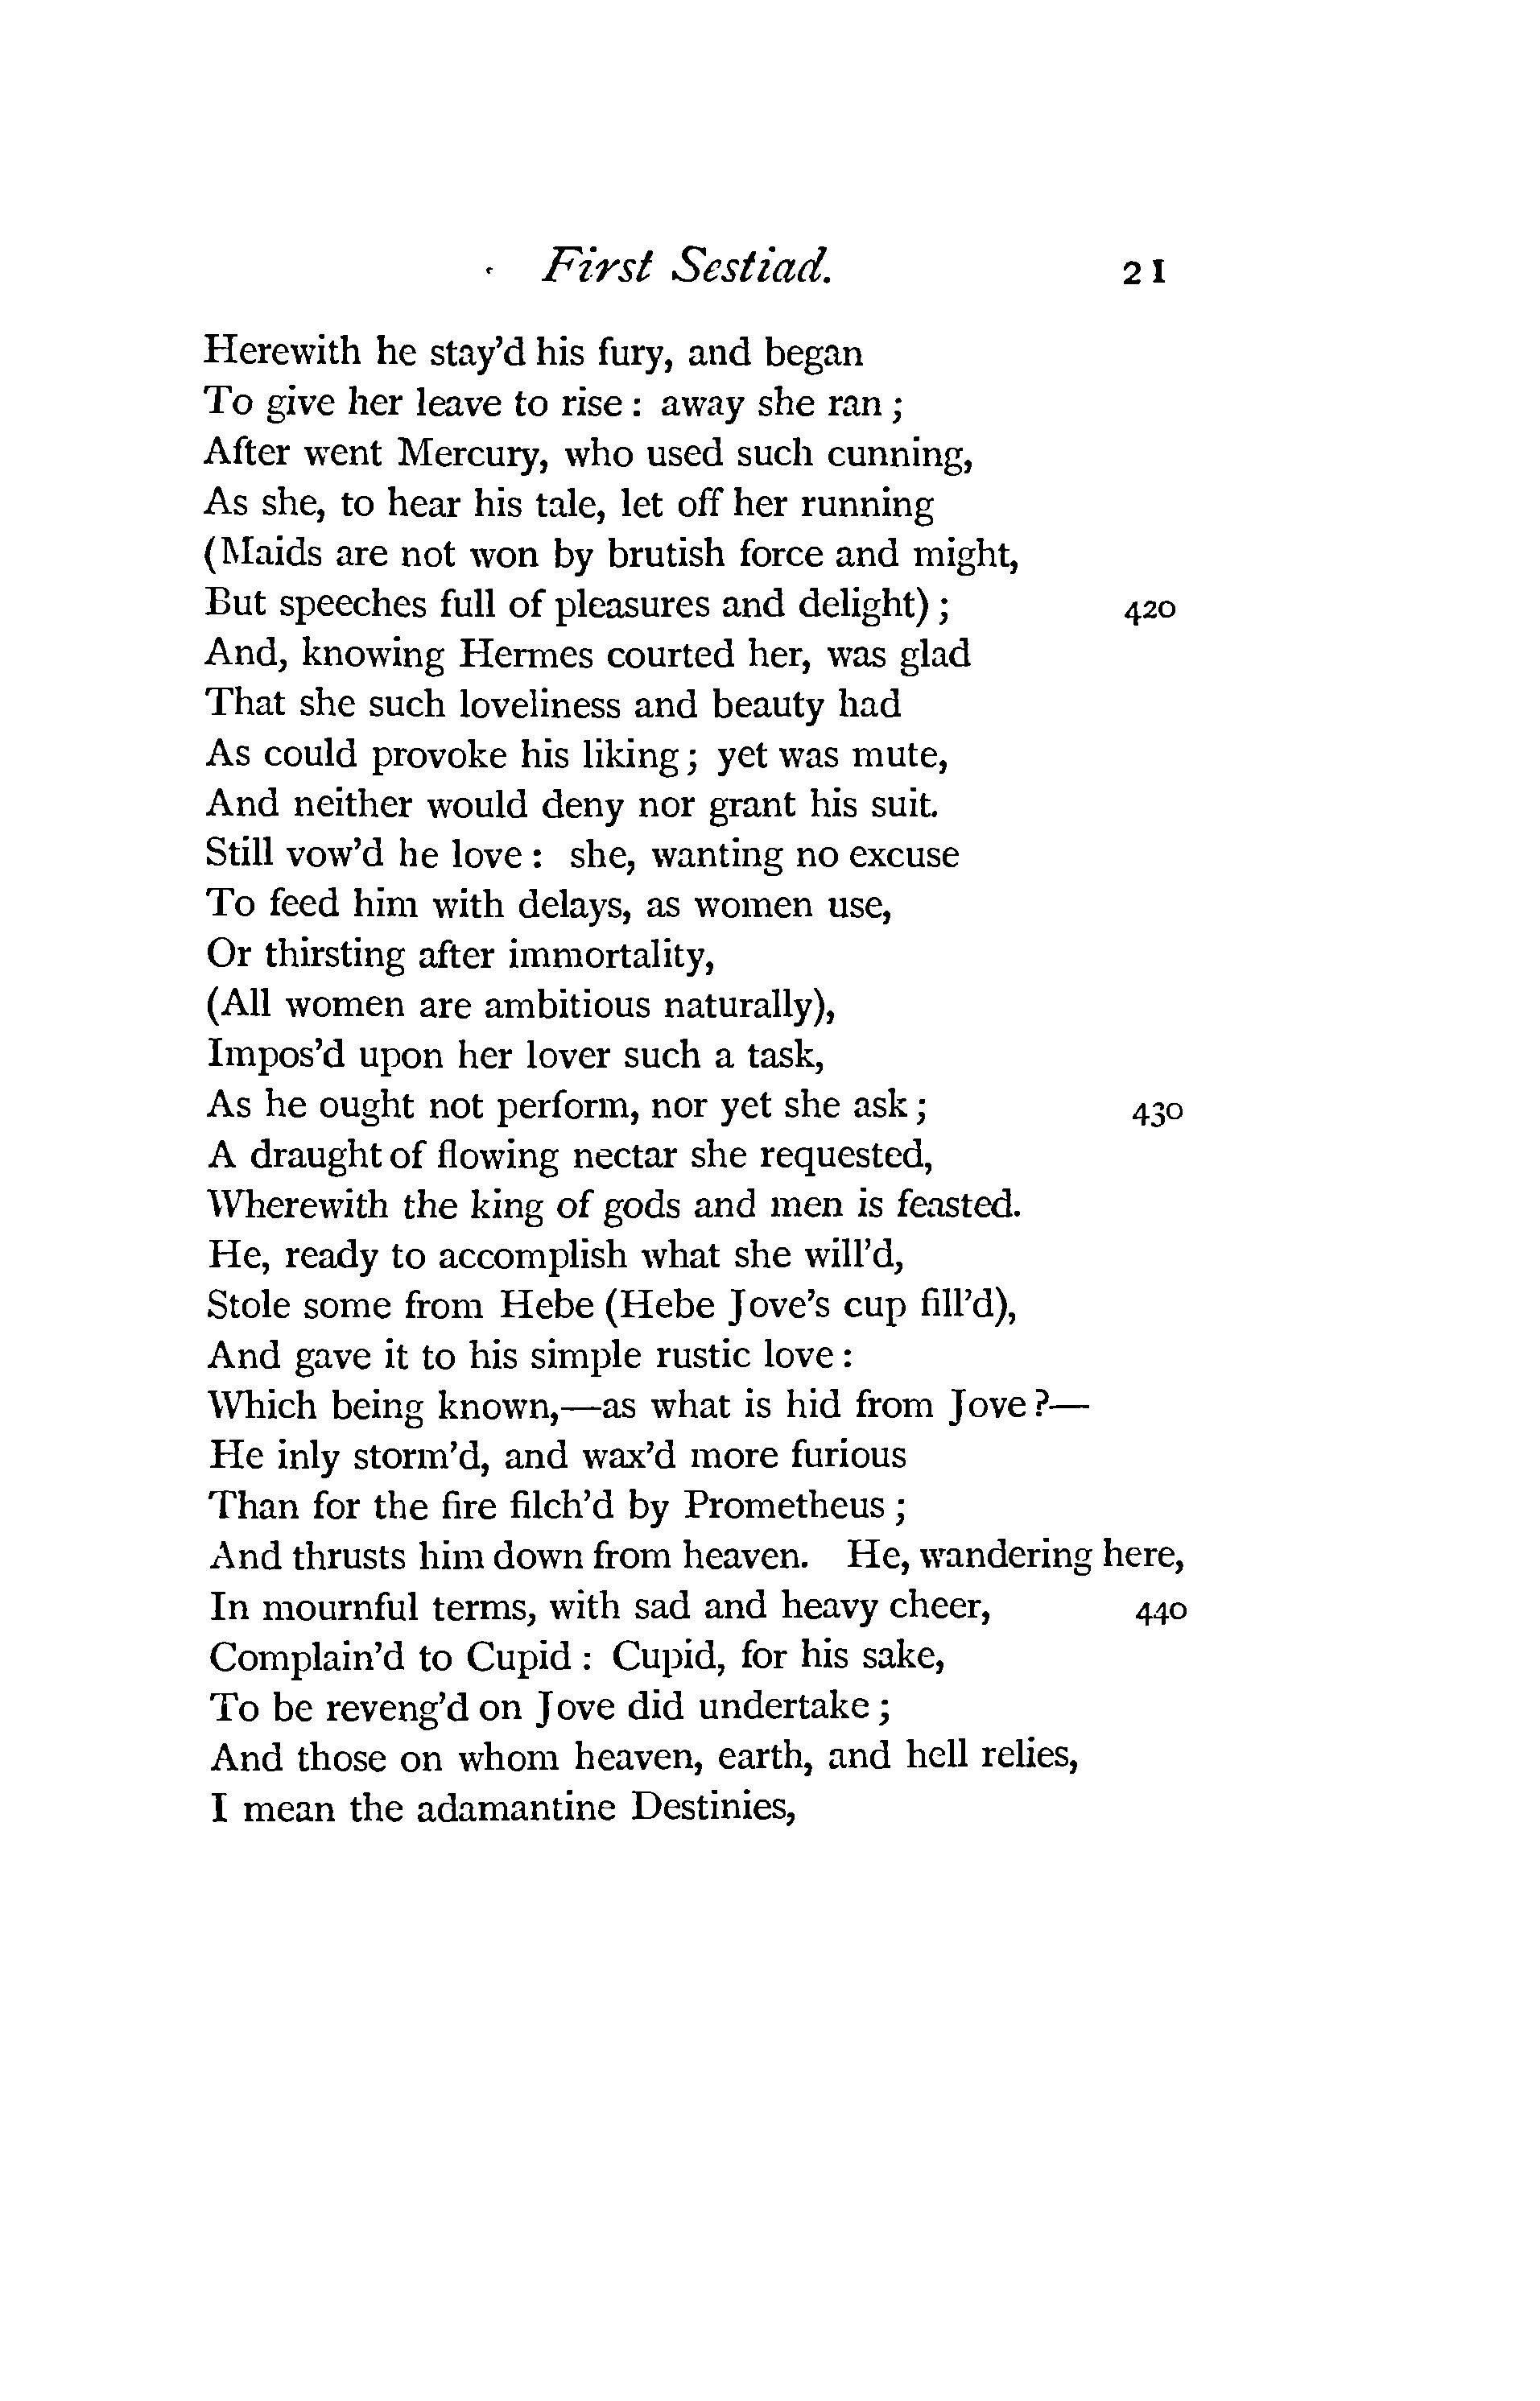 First Sestiad. 21
Herewith he stay'd his fury, and began
To give her leave to rise : away she ran ;
After went Mercury, who used such cunning,
As she, to hear his tale, let off her running
(Maids are not won by brutish force and might,
But speeches full of pleasures and delight) ; 420
And, knowing Hermes courted her, was glad
That she such loveliness and beauty had
As could provoke his liking ; yet was mute,
And neither would deny nor grant his suit.
Still vow'd he love : she, wanting no excuse
To feed him with delays, as women use,
Or thirsting after immortality,
(All women are ambitious naturally),
Impos'd upon her lover such a task,
As he ought not perform, nor yet she ask ; 430
A draught of flowing nectar she requested,
Wherewith the king of gods and men is feasted.
He, ready to accomplish what she will'd,
Stole some from Hebe (Hebe Jove's cup fill'd),
And gave it to his simple rustic love :
Which being known,—as what is hid from Jove ?—
He inly storm'd, and wax'd more furious
Than for the fire filch'd by Prometheus ;
And thrusts him down from heaven. He, wandering here,
In mournful terms, with sad and heavy cheer, 440
Complain'd to Cupid : Cupid, for his sake,
To be reveng'd on Jove did undertake ;
And those on whom heaven, earth, and hell relies,
I mean the adamantine Destinies,